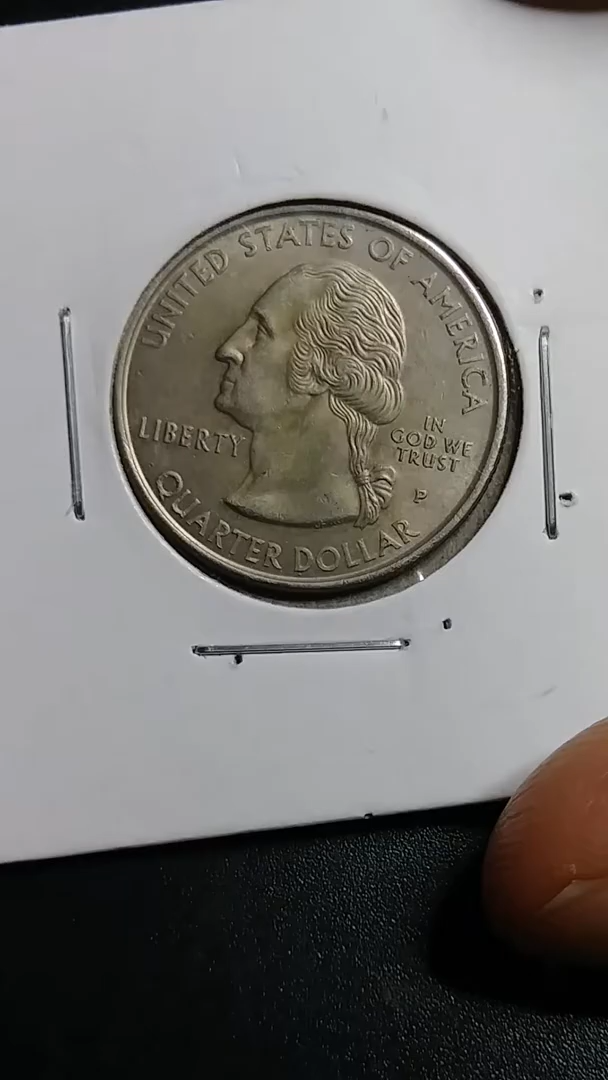 UNITED STATES OF AMERICA
LIBERTY
IN
GOD WE
TRUST
P
QUARTER DOLLAR